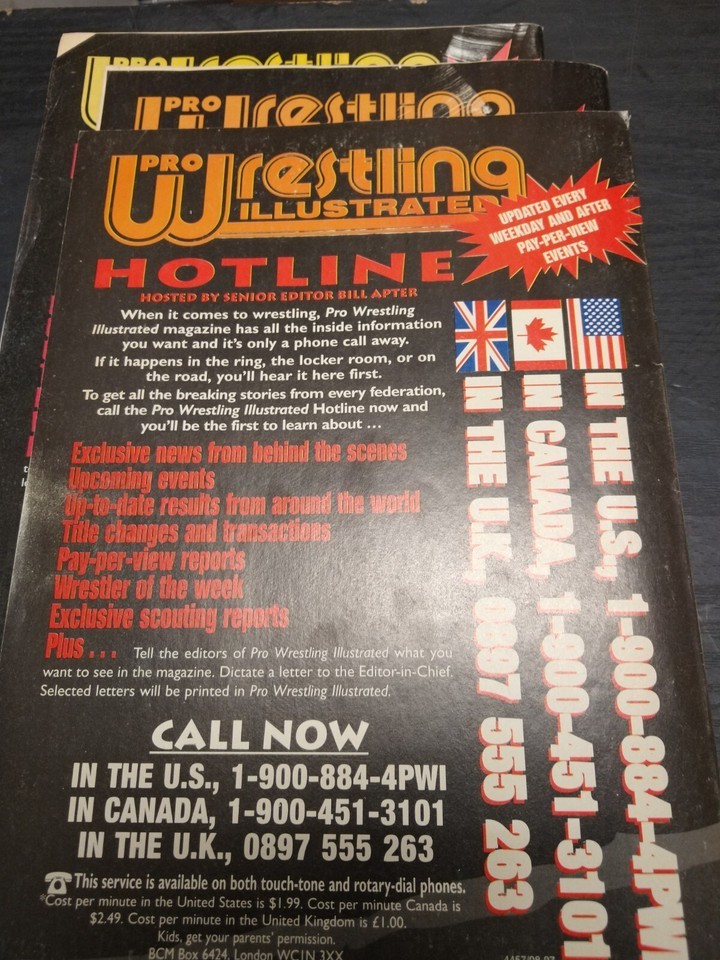 PRO Wrestling
PRO Wrestling
PRO Wrestling
ILLUSTRATED
UPDATED EVERY
WEEKDAY AND AFTER
PAY-PER-VIEW
EVENTS
HOTLINE
HOSTED BY SENIOR EDITOR BILL APTER
When it comes to wrestling, Pro Wrestling
Illustrated magazine has all the inside information
you want and it's only a phone call away.
If it happens in the ring, the locker room, or on
the road, you'll hear it here first.
To get all the breaking stories from every federation,
call the Pro Wrestling Illustrated Hotline now and
you'll be the first to learn about ...
Exclusive news from behind the scenes
Upcoming events
Up-to-date results from around the world
Title changes and transactions
Pay-per-view reports
Wrestler of the week
Exclusive scouting reports
Plus... Tell the editors of Pro Wrestling Illustrated what you
want to see in the magazine. Dictate a letter to the Editor-in-Chief.
Selected letters will be printed in Pro Wrestling Illustrated.
CALL NOW
IN THE U.S., 1-900-884-4PWI
IN CANADA, 1-900-451-3101
IN THE U.K., 0897 555 263
This service is available on both touch-tone and rotary-dial phones.
*Cost per minute in the United States is $1.99. Cost per minute Canada is
$2.49. Cost per minute in the United Kingdom is £1.00.
Kids, get your parents' permission.
BCM Box 6424, London WC1N 3XX
IN THE U.S., 1-900-884-4PWI
IN CANADA, 1-900-451-3101
IN THE U.K., 0897 555 263